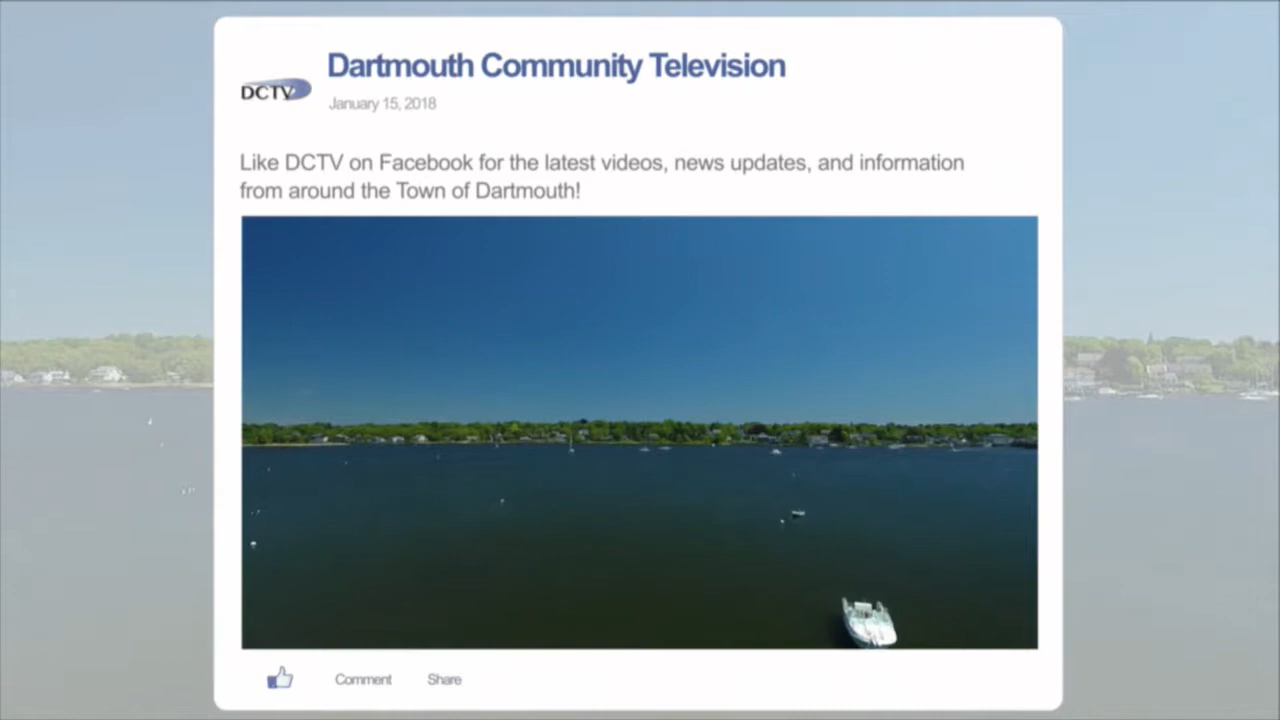 Dartmouth Community Television
DCTV
January 15, 2018
Like DCTV on Facebook for the latest videos, news updates, and information
from around the Town of Dartmouth!
Comment
Share